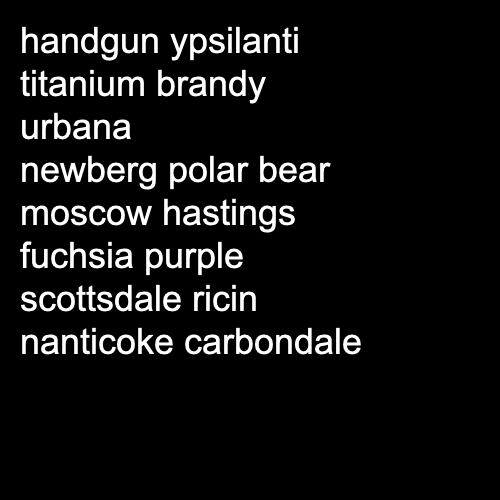 handgun ypsilanti
titanium brandy
urbana
newberg polar bear
moscow hastings
fuchsia purple
scottsdale ricin
nanticoke carbondale